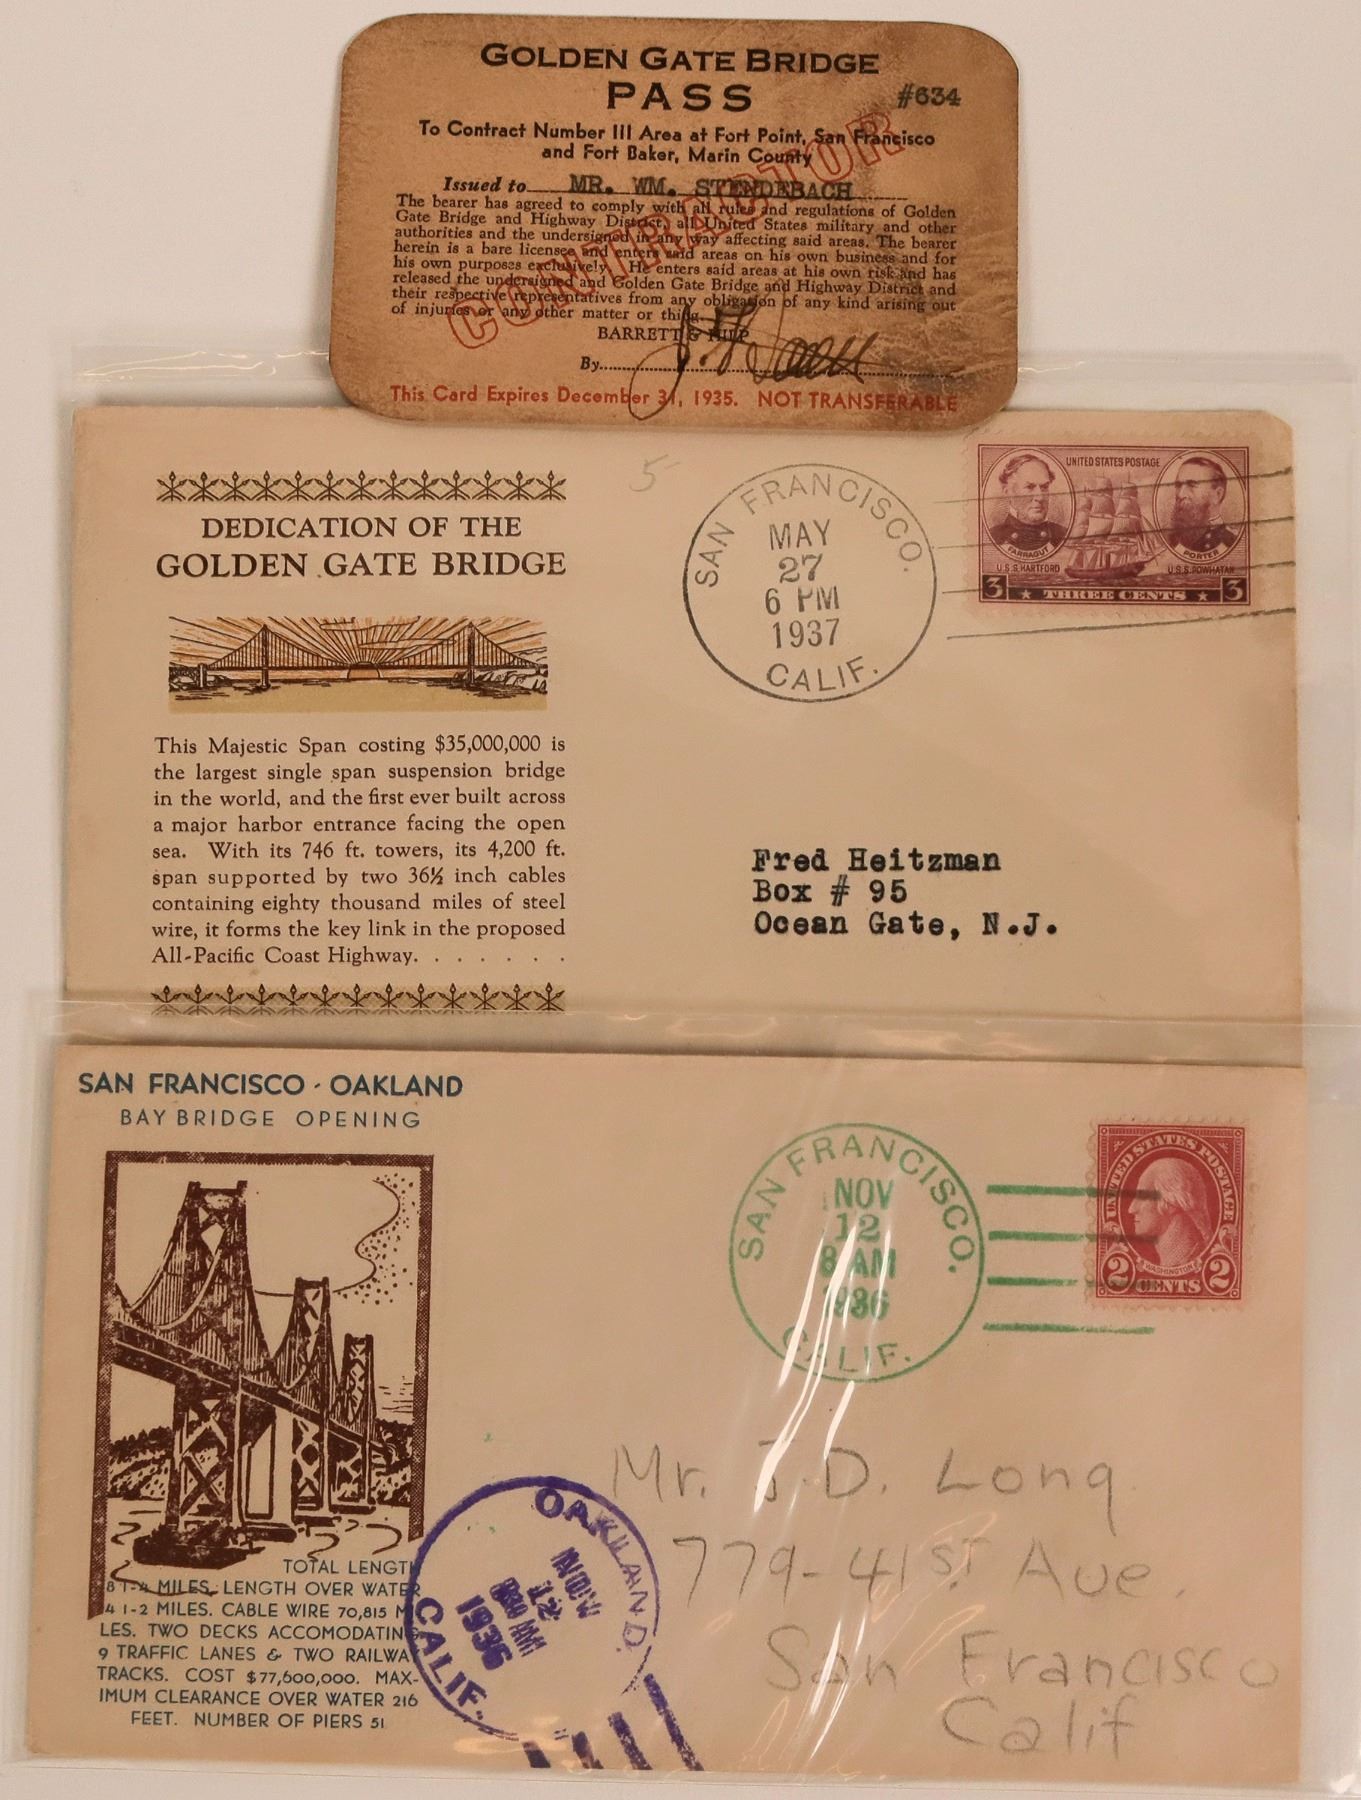 GOLDEN GATE BRIDGE
PASS
#634
To Contract Number III Area at Fort Point, San Francisco
and Fort Baker, Marin County
Issued to MR. WM. STENDEBACH
The bearer has agreed to comply with all rules and regulations of Golden
Gate Bridge and Highway District, all United States military and other
authorities and the undersigned in any way affecting said areas. The bearer
herein is a bare licensee and enters said areas on his own business and for
his own purposes exclusively. He enters said areas at his own risk and has
released the undersigned and Golden Gate Bridge and Highway District and
their respective representatives from any obligation of any kind arising out
of injuries or any other matter or thing.
CONTRACTOR
BARRETT & HILP
By
This Card Expires December 31, 1935. NOT TRANSFERABLE
DEDICATION OF THE
GOLDEN GATE BRIDGE
This Majestic Span costing $35,000,000 is
the largest single span suspension bridge
in the world, and the first ever built across
a major harbor entrance facing the open
sea. With its 746 ft. towers, its 4,200 ft.
span supported by two 36½ inch cables
containing eighty thousand miles of steel
wire, it forms the key link in the proposed
All-Pacific Coast Highway. . . . . . .
5
SAN FRANCISCO.
MAY
27
6 PM
1937
CALIF.
UNITED STATES POSTAGE
FARRAGUT
PORTER
U.S.S. HARTFORD
U.S.S. POWHATAN
3 THREE CENTS 3
Fred Heitzman
Box # 95
Ocean Gate, N.J.
SAN FRANCISCO - OAKLAND
BAY BRIDGE OPENING
TOTAL LENGTH
8 1-4 MILES. LENGTH OVER WATER
4 1-2 MILES. CABLE WIRE 70,815 MI
LES. TWO DECKS ACCOMODATING
9 TRAFFIC LANES & TWO RAILWAY
TRACKS. COST $77,600,000. MAX-
IMUM CLEARANCE OVER WATER 216
FEET. NUMBER OF PIERS 51
SAN FRANCISCO.
NOV
12
8 AM
1936
CALIF.
UNITED STATES POSTAGE
WASHINGTON
2 CENTS 2
OAKLAND.
NOV
12
8 30 AM
1936
CALIF.
Mr. J.D. Long
779-41ST Ave.
San Francisco
Calif